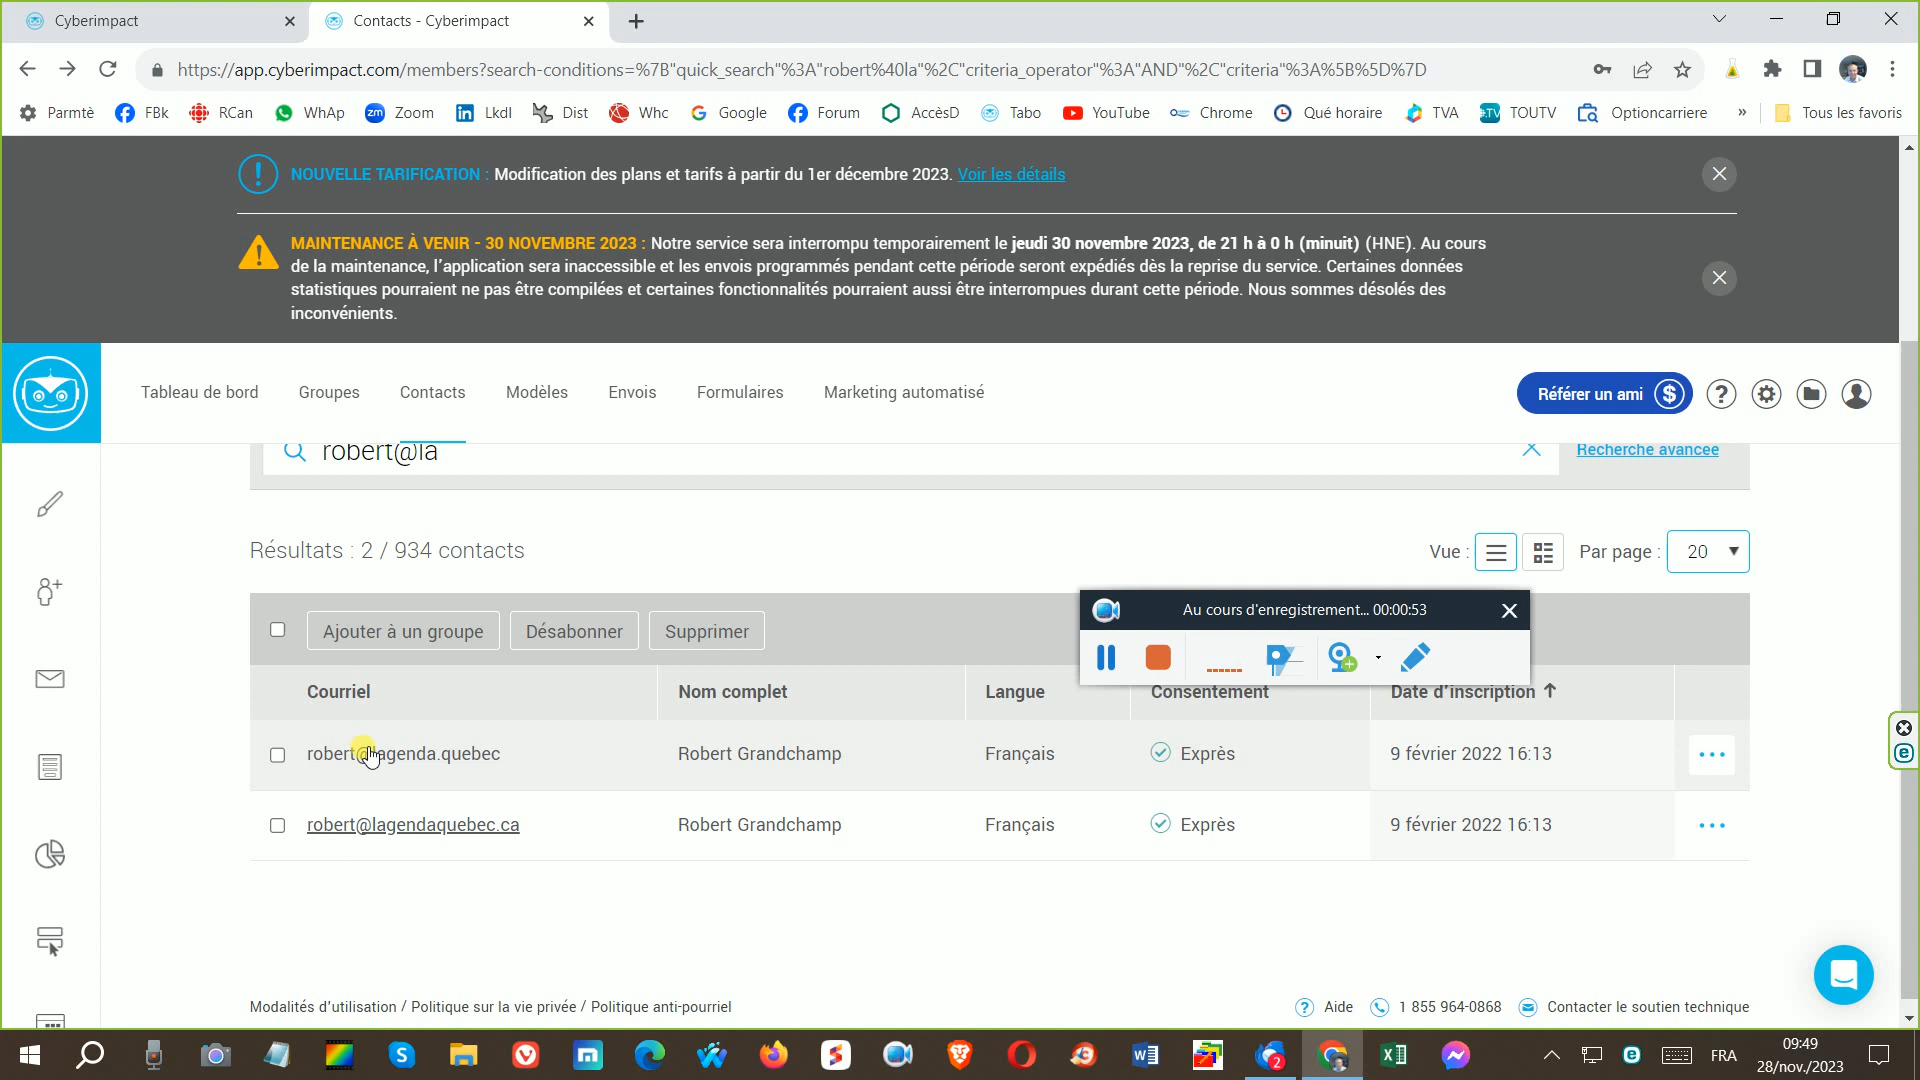 Cyberimpact
Contacts - Cyberimpact
https://app.cyberimpact.com/members?search-conditions=%7B"quick_search"%3A"robert%40la"%2C"criteria_operator"%3A"AND"%2C"criteria"%3A%5B%5D%7D
Parmtè FBk RCan WhAp Zoom Lkdl Dist Whc Google Forum AccèsD Tabo YouTube Chrome Qué horaire TVA TOUTV Optioncarriere » Tous les favoris
NOUVELLE TARIFICATION : Modification des plans et tarifs à partir du 1er décembre 2023. Voir les détails
MAINTENANCE À VENIR - 30 NOVEMBRE 2023 : Notre service sera interrompu temporairement le jeudi 30 novembre 2023, de 21 h à 0 h (minuit) (HNE). Au cours
de la maintenance, l'application sera inaccessible et les envois programmés pendant cette période seront expédiés dès la reprise du service. Certaines données
statistiques pourraient ne pas être compilées et certaines fonctionnalités pourraient aussi être interrompues durant cette période. Nous sommes désolés des
inconvénients.
Tableau de bord Groupes Contacts Modèles Envois Formulaires Marketing automatisé Référer un ami
robert@la Recherche avancée
Résultats : 2 / 934 contacts Vue : Par page : 20
Au cours d'enregistrement... 00:00:53
Ajouter à un groupe Désabonner Supprimer
Courriel Nom complet Langue Consentement Date d'inscription
robert@lagenda.quebec Robert Grandchamp Français Exprès 9 février 2022 16:13
robert@lagendaquebec.ca Robert Grandchamp Français Exprès 9 février 2022 16:13
Modalités d'utilisation / Politique sur la vie privée / Politique anti-pourriel Aide 1 855 964-0868 Contacter le soutien technique
FRA
09:49
28/nov./2023